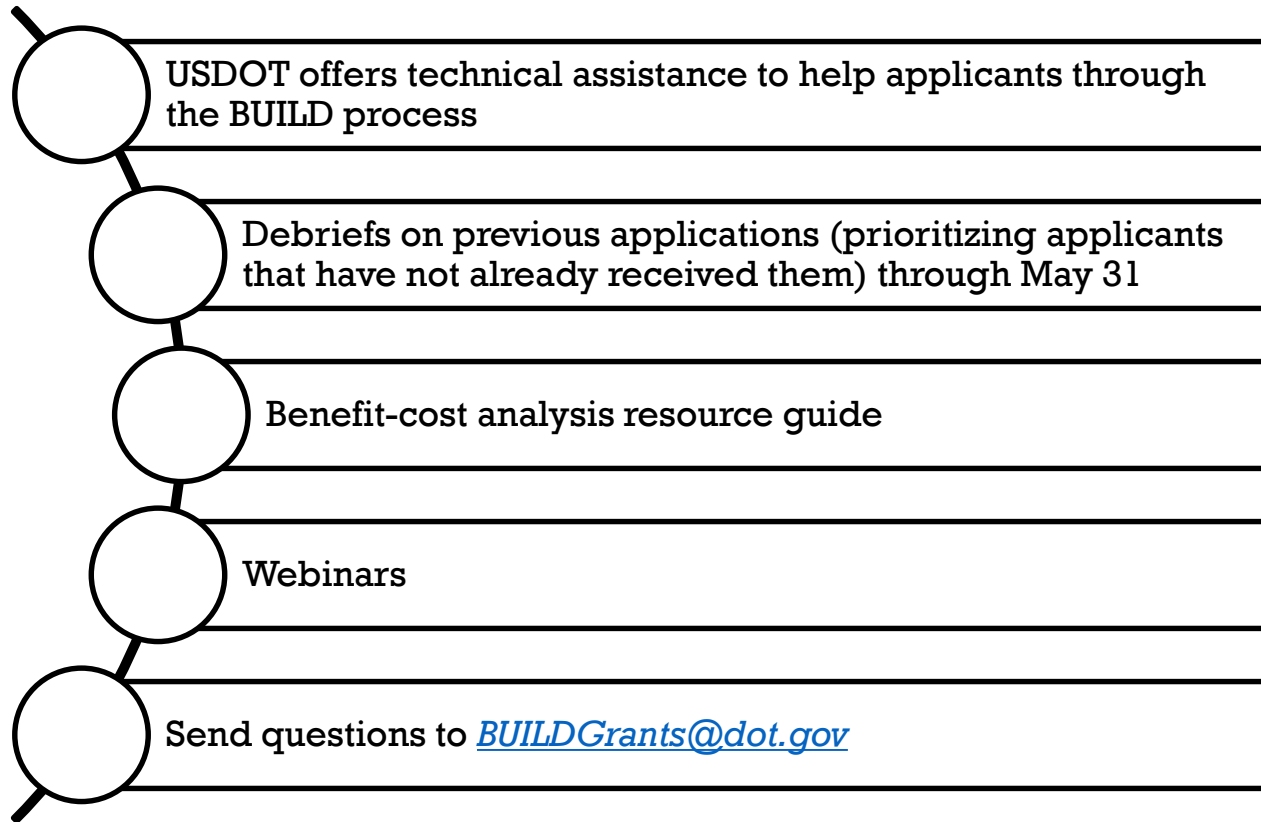 USDOT offers technical assistance to help applicants through
the BUILD process
Debriefs on previous applications (prioritizing applicants
that have not already received them) through May 31
Benefit-cost analysis resource guide
Webinars
Send questions to BUILDGrants@dot.gov